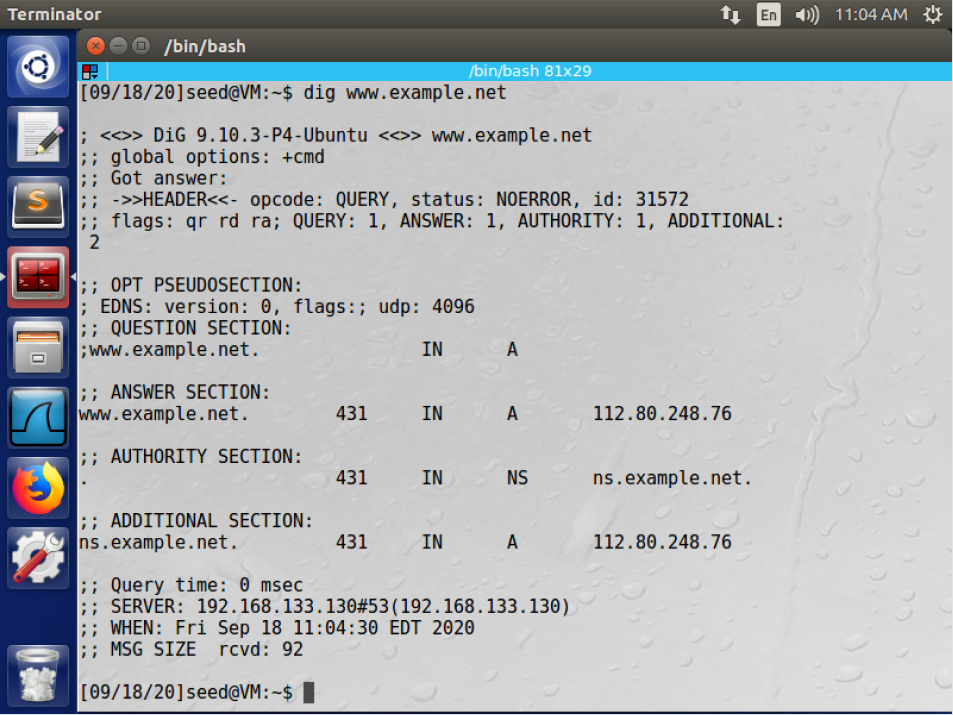 Terminator
En
11:04 AM
/bin/bash
/bin/bash 81x29
[09/18/20]seed@VM:~$ dig www.example.net
; <<>> DiG 9.10.3-P4-Ubuntu <<>> www.example.net
;; global options: +cmd
;; Got answer:
;; ->>HEADER<<- opcode: QUERY, status: NOERROR, id: 31572
;; flags: qr rd ra; QUERY: 1, ANSWER: 1, AUTHORITY: 1, ADDITIONAL:
2
;; OPT PSEUDOSECTION:
; EDNS: version: 0, flags:; udp: 4096
;; QUESTION SECTION:
;www.example.net. IN A
;; ANSWER SECTION:
www.example.net. 431 IN A 112.80.248.76
;; AUTHORITY SECTION:
. 431 IN NS ns.example.net.
;; ADDITIONAL SECTION:
ns.example.net. 431 IN A 112.80.248.76
;; Query time: 0 msec
;; SERVER: 192.168.133.130#53(192.168.133.130)
;; WHEN: Fri Sep 18 11:04:30 EDT 2020
;; MSG SIZE rcvd: 92
[09/18/20]seed@VM:~$